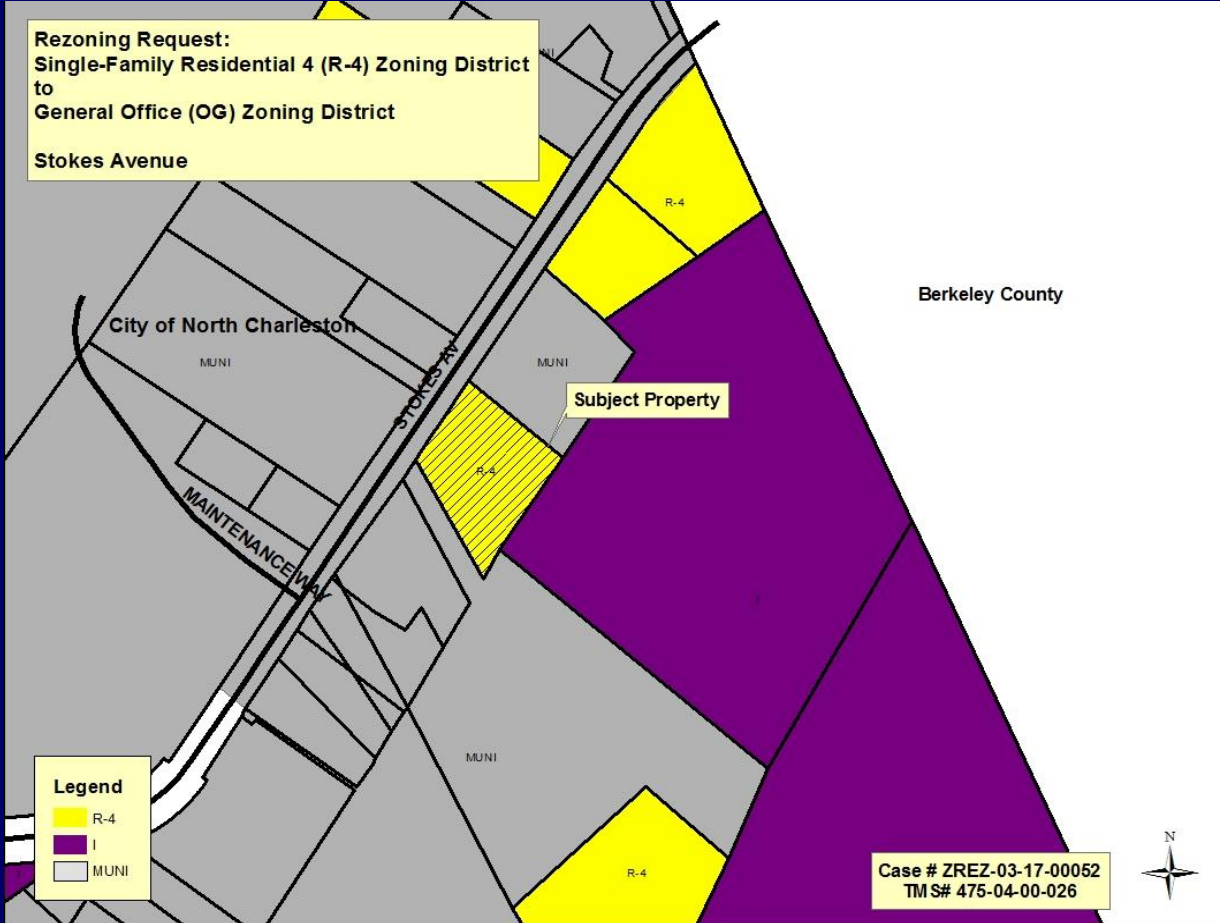 Rezoning Request:
Single-Family Residential 4 (R-4) Zoning District
to
General Office (OG) Zoning District
Stokes Avenue
R-4
Berkeley County
City of North Charleston
MUNI
MUNI
STOKES AV
Subject Property
R-4
MAINTENANCE WAY
I
MUNI
R-4
Legend
R-4
I
MUNI
Case # ZREZ-03-17-00052
TMS# 475-04-00-026
N